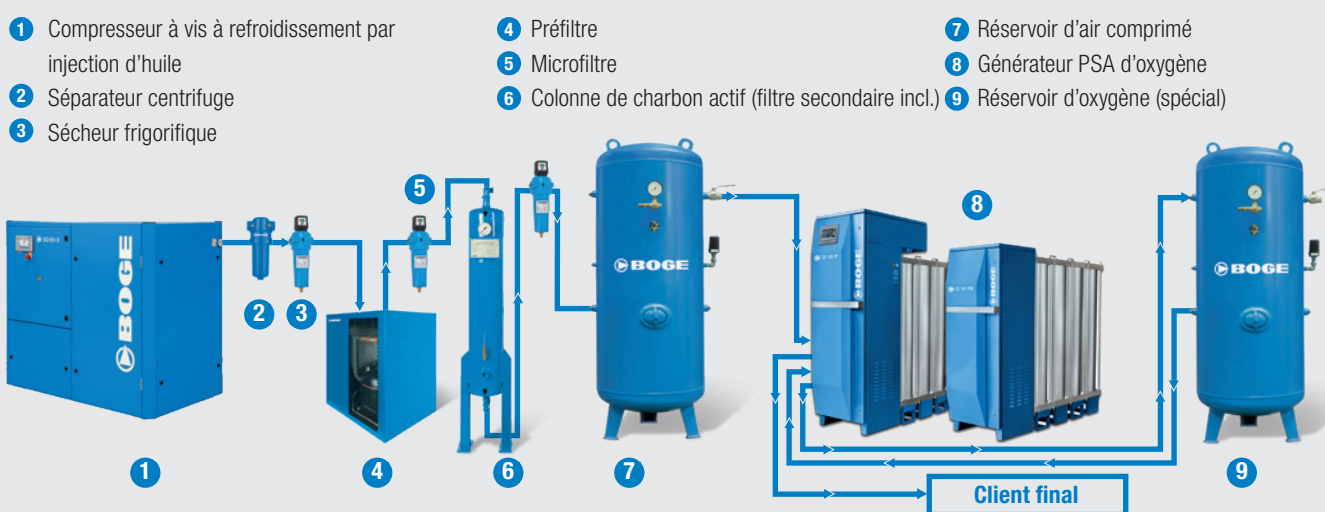 1 Compresseur à vis à refroidissement par
injection d'huile
2 Séparateur centrifuge
3 Sécheur frigorifique
4 Préfiltre
5 Microfiltre
6 Colonne de charbon actif (filtre secondaire incl.)
7 Réservoir d'air comprimé
8 Générateur PSA d'oxygène
9 Réservoir d'oxygène (spécial)
5
8
BOGE
BOGE
BOGE
BOGE
BOGE
2
3
1
4
6
7
9
Client final